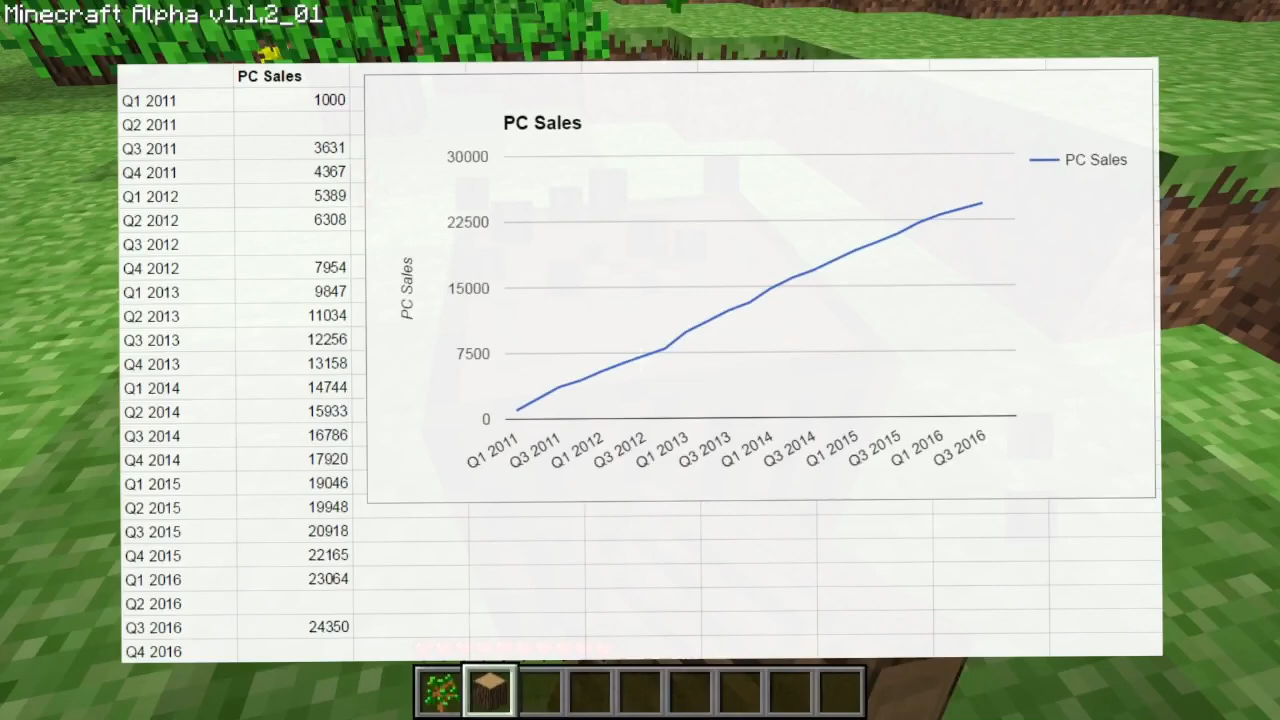 Minecraft Alpha v1.1.2_01
PC Sales
Q1 2011 1000
Q2 2011
Q3 2011 3631
Q4 2011 4367
Q1 2012 5389
Q2 2012 6308
Q3 2012
Q4 2012 7954
Q1 2013 9847
Q2 2013 11034
Q3 2013 12256
Q4 2013 13158
Q1 2014 14744
Q2 2014 15933
Q3 2014 16786
Q4 2014 17920
Q1 2015 19046
Q2 2015 19948
Q3 2015 20918
Q4 2015 22165
Q1 2016 23064
Q2 2016
Q3 2016 24350
Q4 2016
PC Sales
30000
22500
15000
7500
0
PC Sales
Q1 2011 Q3 2011 Q1 2012 Q3 2012 Q1 2013 Q3 2013 Q1 2014 Q3 2014 Q1 2015 Q3 2015 Q1 2016 Q3 2016
PC Sales